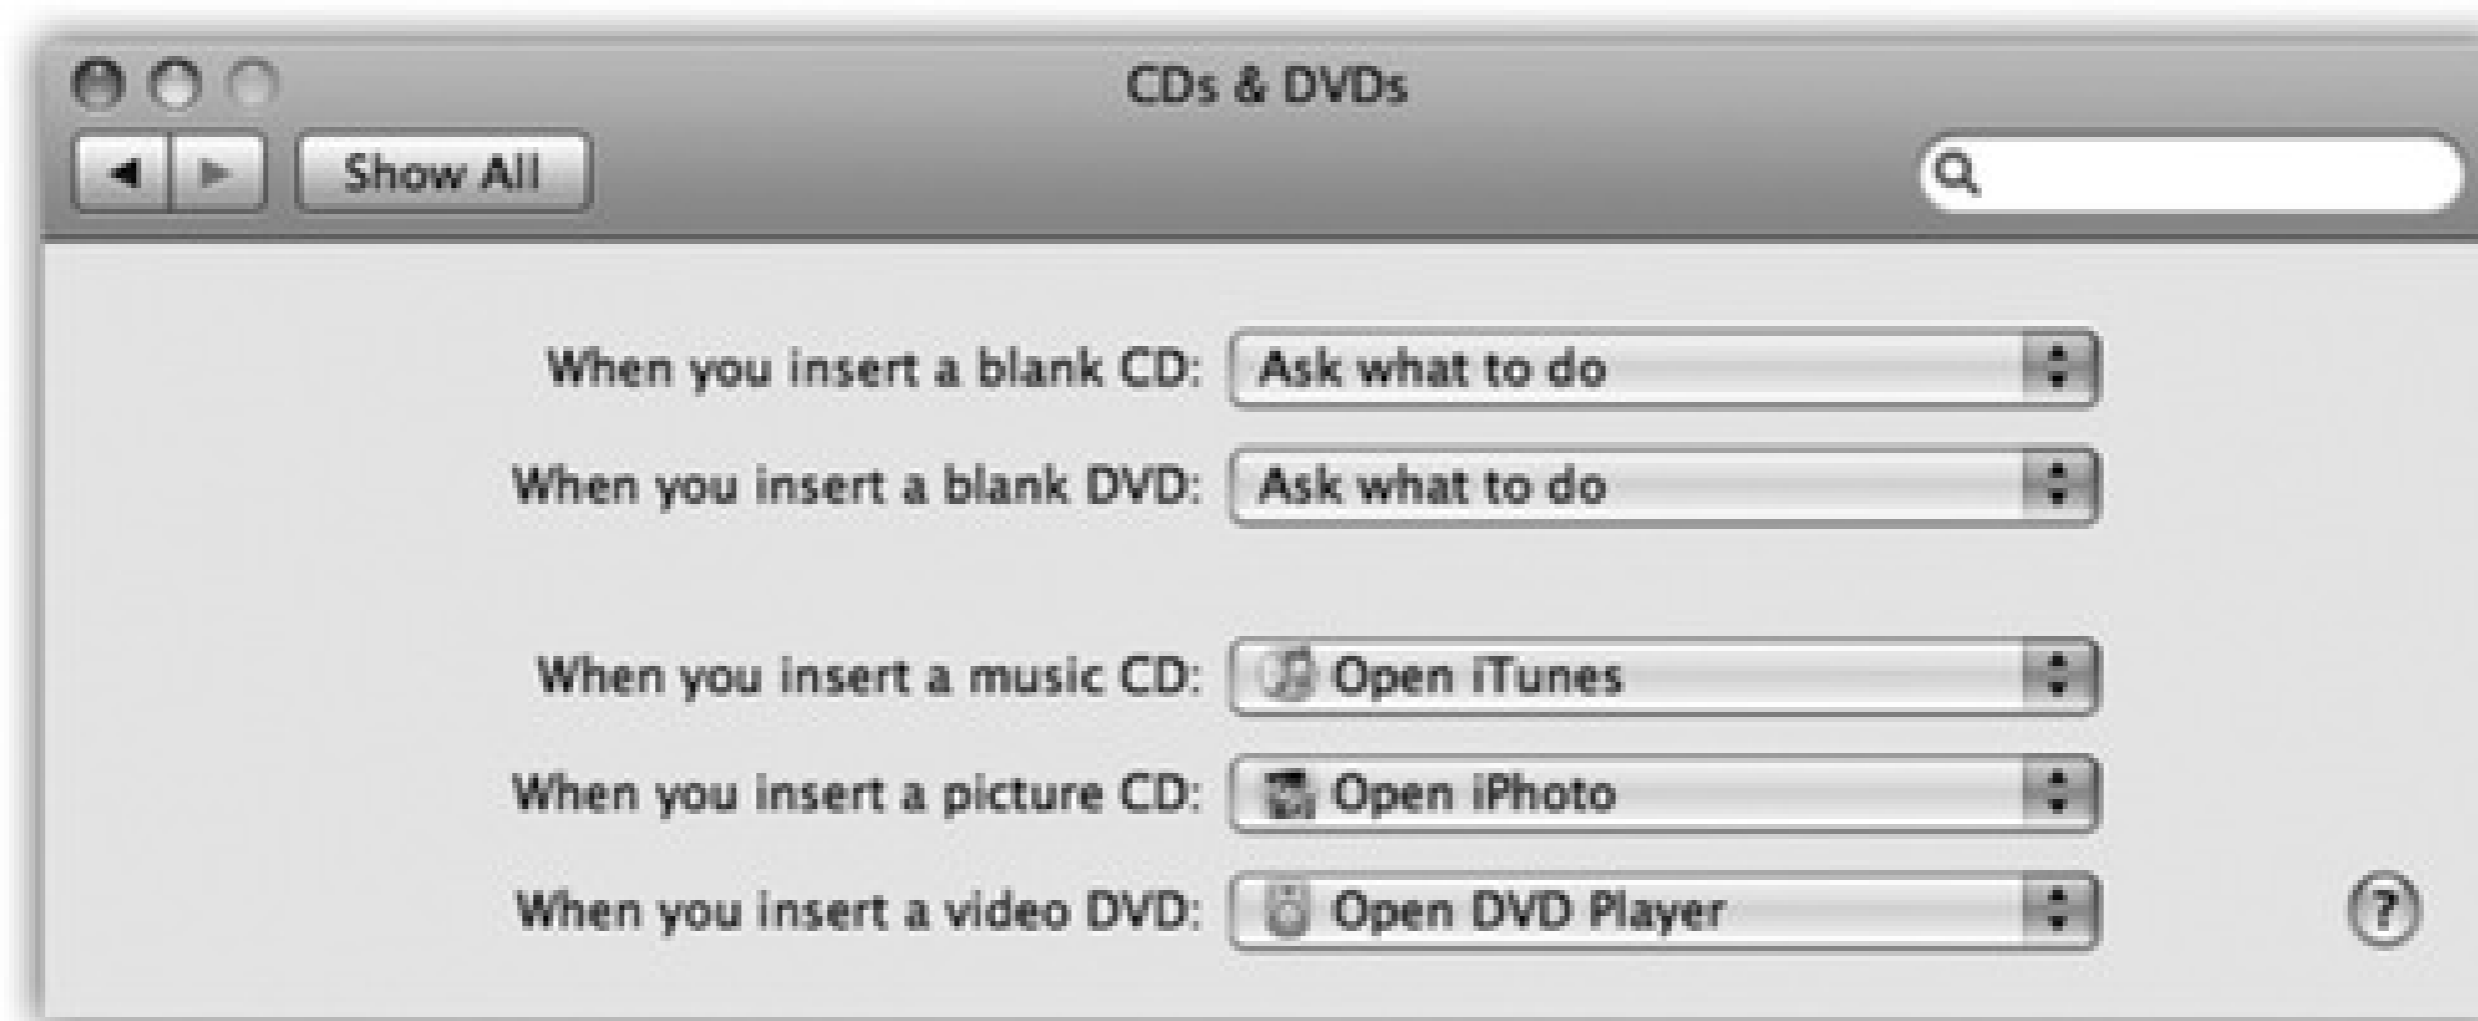 CDs & DVDs
Show All
When you insert a blank CD: Ask what to do
When you insert a blank DVD: Ask what to do
When you insert a music CD: Open iTunes
When you insert a picture CD: Open iPhoto
When you insert a video DVD: Open DVD Player
?